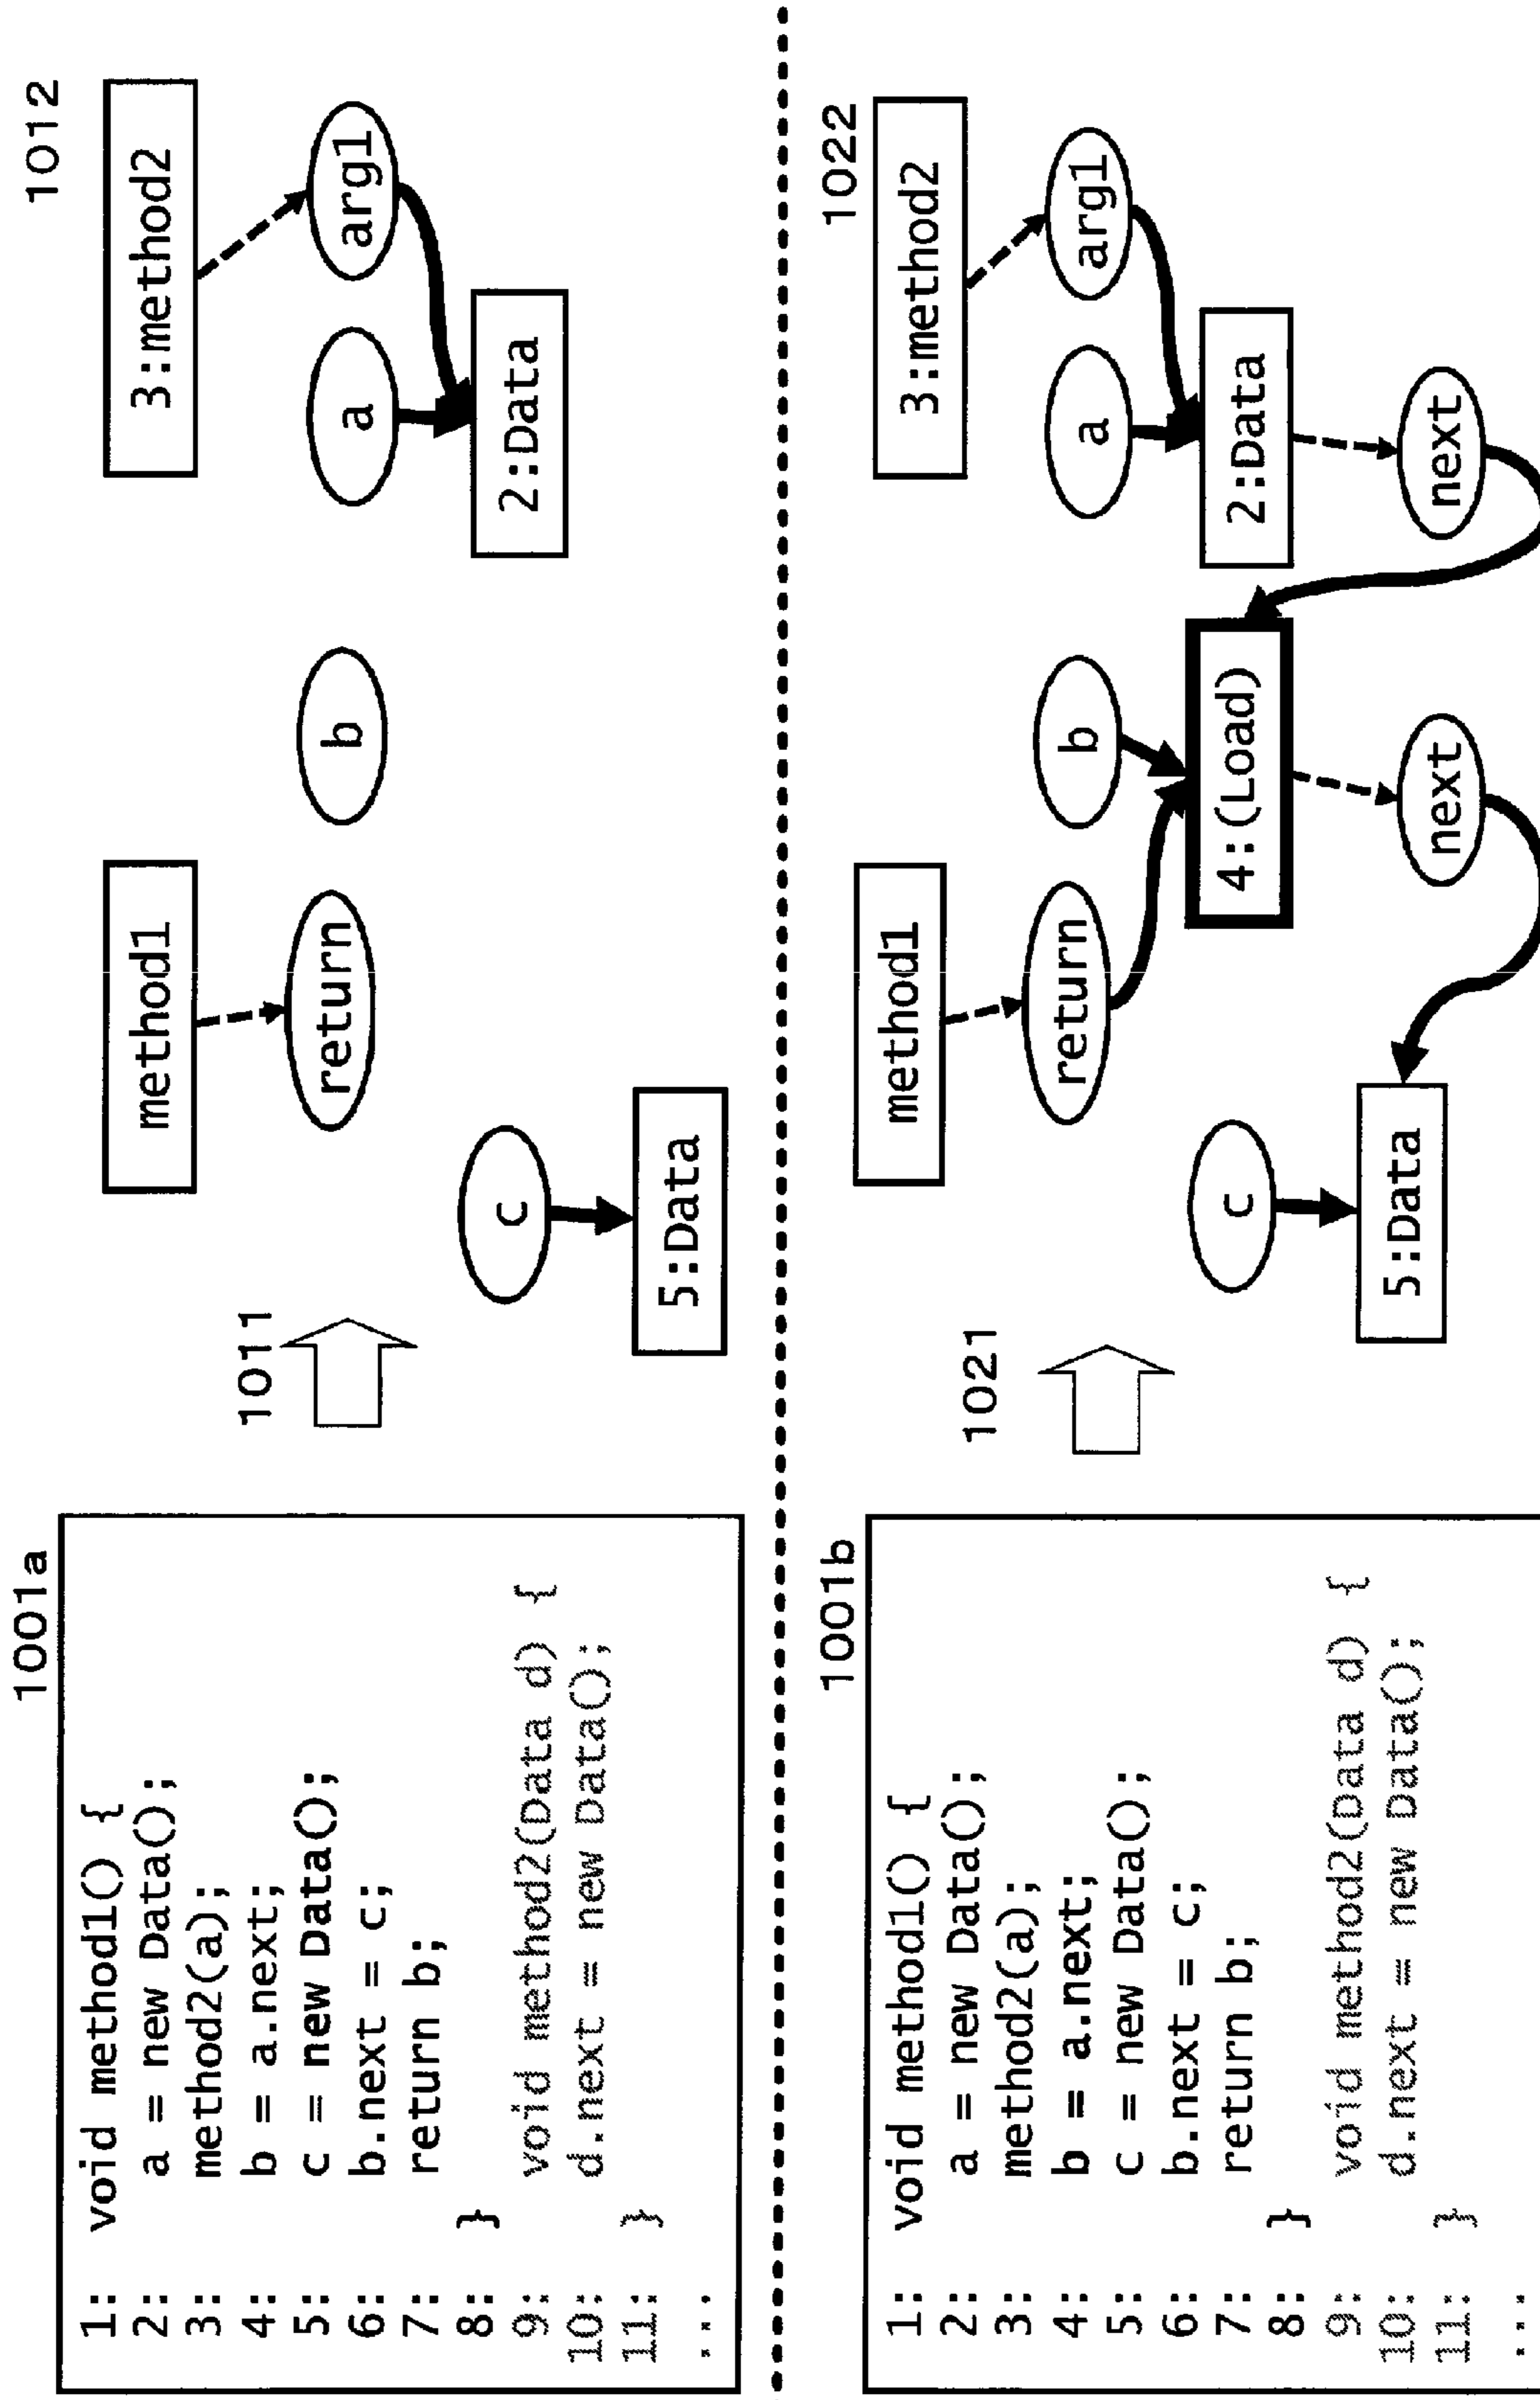 1001a
1: void method1() {
2: a = new Data();
3: method2(a);
4: b = a.next;
5: c = new Data();
6: b.next = c;
7: return b;
8: }
9: void method2(Data d) {
10: d.next = new Data();
11: }
...
1011
1012
method1
3:method2
return
b
a
arg1
c
2:Data
5:Data
1001b
1: void method1() {
2: a = new Data();
3: method2(a);
4: b = a.next;
5: c = new Data();
6: b.next = c;
7: return b;
8: }
9: void method2(Data d) {
10: d.next = new Data();
11: }
...
1021
1022
method1
3:method2
return
b
a
arg1
c
4:(Load)
2:Data
5:Data
next
next